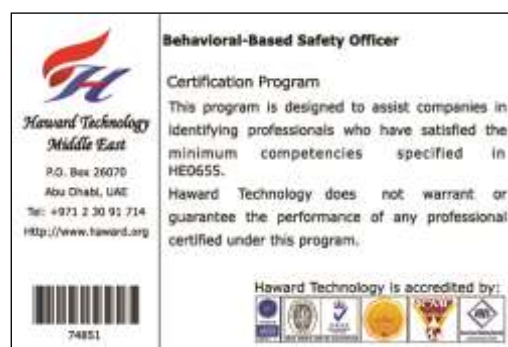 Haward Technology
Middle East
P.O. Box 26070
Abu Dhabi, UAE
Tel: +971 2 30 91 714
Http://www.haward.org
74851
Behavioral-Based Safety Officer
Certification Program
This program is designed to assist companies in
identifying professionals who have satisfied the
minimum competencies specified in
HE0655.
Haward Technology does not warrant or
guarantee the performance of any professional
certified under this program.
Haward Technology is accredited by: